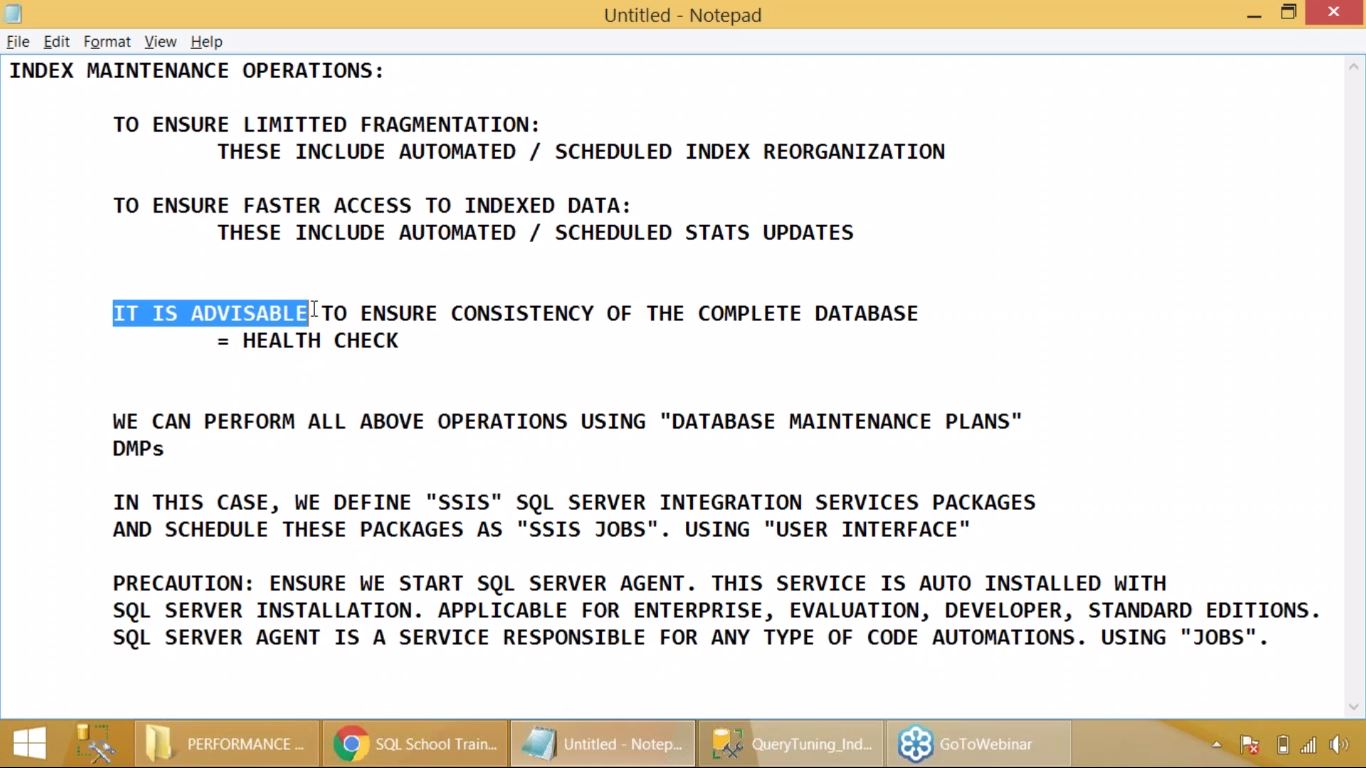 Untitled - Notepad
File Edit Format View Help
INDEX MAINTENANCE OPERATIONS:
TO ENSURE LIMITTED FRAGMENTATION:
THESE INCLUDE AUTOMATED / SCHEDULED INDEX REORGANIZATION
TO ENSURE FASTER ACCESS TO INDEXED DATA:
THESE INCLUDE AUTOMATED / SCHEDULED STATS UPDATES
IT IS ADVISABLE TO ENSURE CONSISTENCY OF THE COMPLETE DATABASE
= HEALTH CHECK
WE CAN PERFORM ALL ABOVE OPERATIONS USING "DATABASE MAINTENANCE PLANS"
DMPs
IN THIS CASE, WE DEFINE "SSIS" SQL SERVER INTEGRATION SERVICES PACKAGES
AND SCHEDULE THESE PACKAGES AS "SSIS JOBS". USING "USER INTERFACE"
PRECAUTION: ENSURE WE START SQL SERVER AGENT. THIS SERVICE IS AUTO INSTALLED WITH
SQL SERVER INSTALLATION. APPLICABLE FOR ENTERPRISE, EVALUATION, DEVELOPER, STANDARD EDITIONS.
SQL SERVER AGENT IS A SERVICE RESPONSIBLE FOR ANY TYPE OF CODE AUTOMATIONS. USING "JOBS".
PERFORMANCE ... SQL School Train... Untitled - Notep... QueryTuning_Ind... GoToWebinar